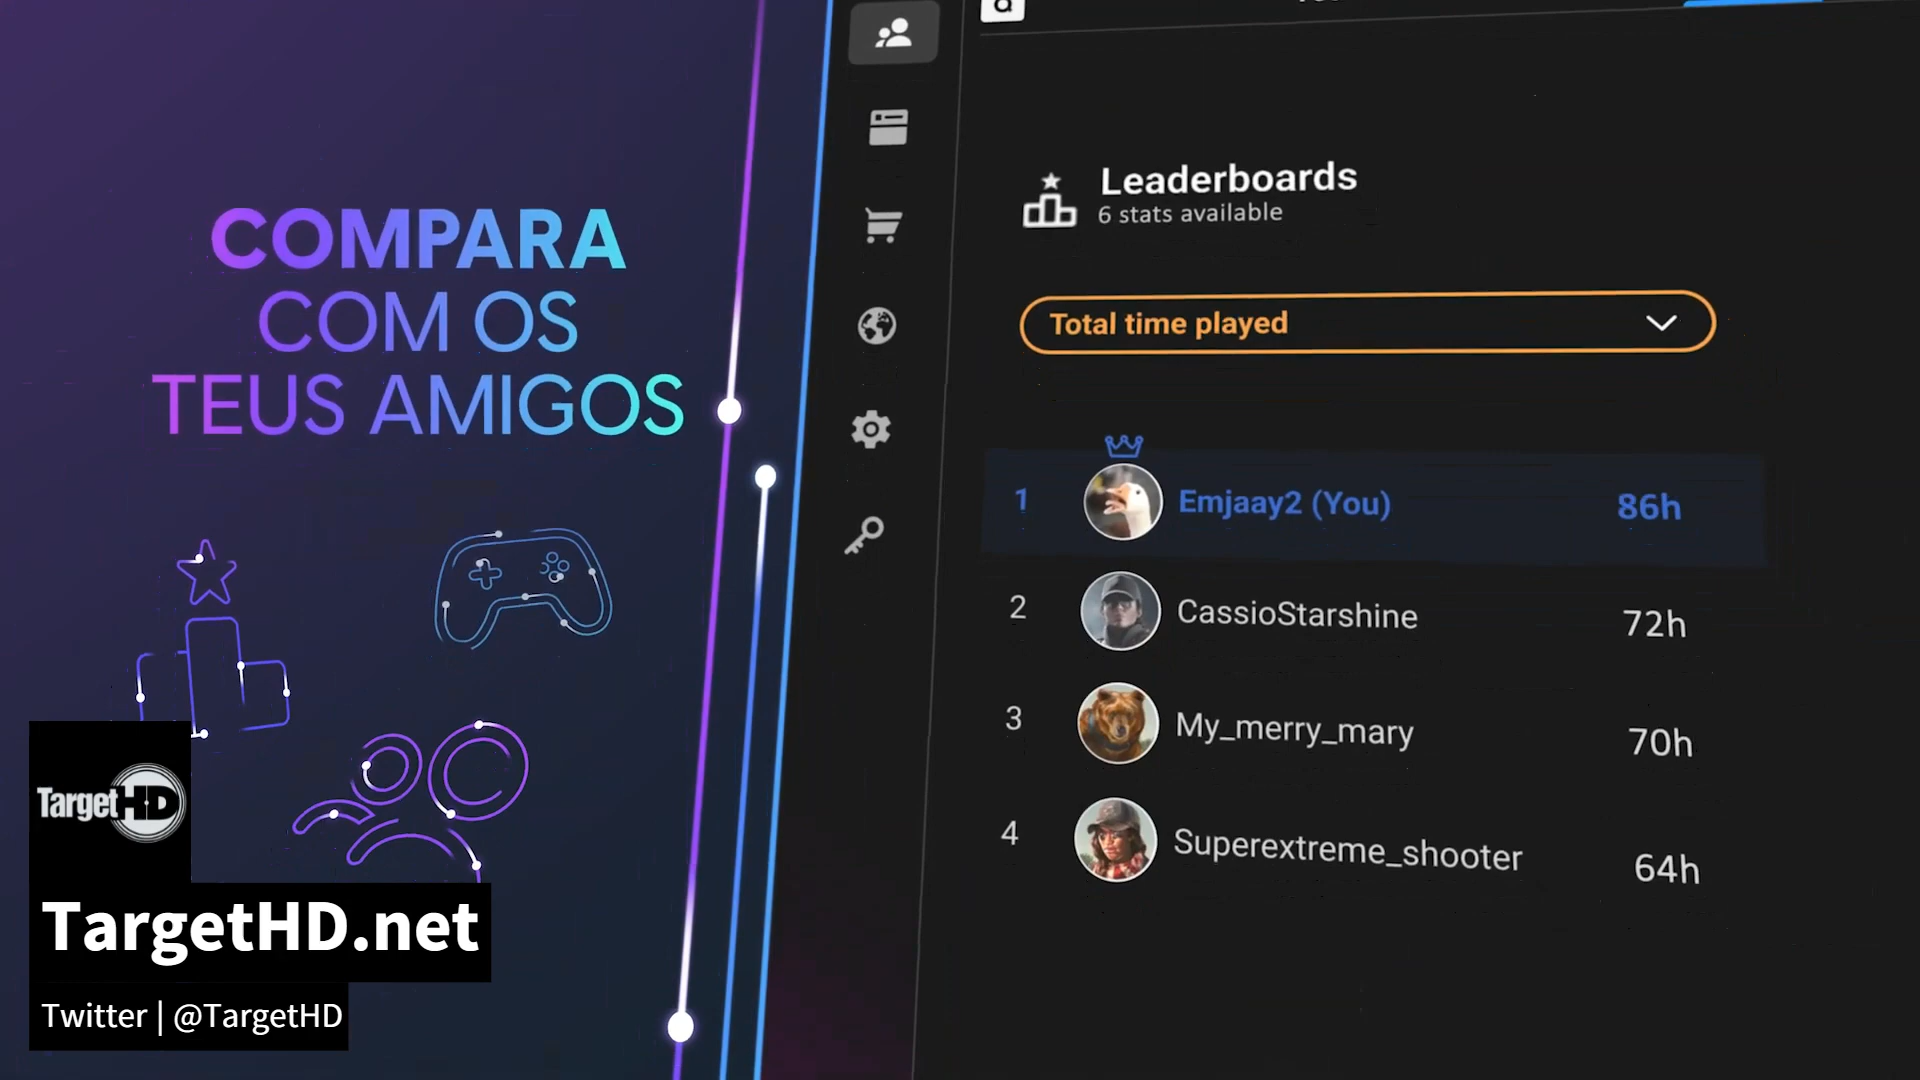 COMPARA
COM OS
TEUS AMIGOS
TargetHD
TargetHD.net
Twitter | @TargetHD
Leaderboards
6 stats available
Total time played
1 Emjaay2 (You) 86h
2 CassioStarshine 72h
3 My_merry_mary 70h
4 Superextreme_shooter 64h